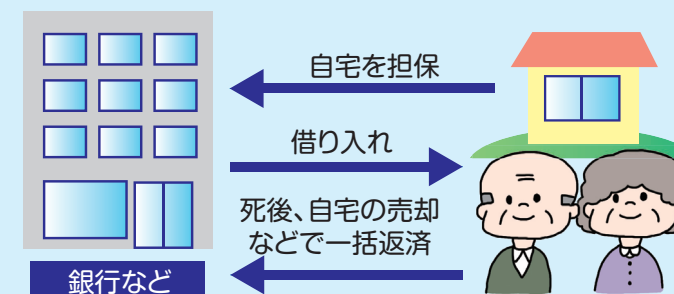 自宅を担保
借り入れ
死後、自宅の売却
などで一括返済
銀行など